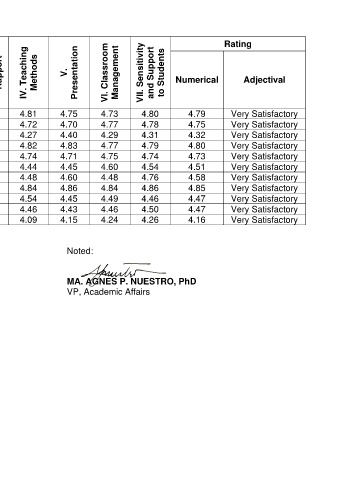 Rapport
IV. Teaching Methods
V. Presentation
VI. Classroom Management
VII. Sensitivity and Support to Students
Rating
Numerical
Adjectival
4.81 4.75 4.73 4.80 4.79 Very Satisfactory
4.72 4.70 4.77 4.78 4.75 Very Satisfactory
4.27 4.40 4.29 4.31 4.32 Very Satisfactory
4.82 4.83 4.77 4.79 4.80 Very Satisfactory
4.74 4.71 4.75 4.74 4.73 Very Satisfactory
4.44 4.45 4.60 4.54 4.51 Very Satisfactory
4.48 4.60 4.48 4.76 4.58 Very Satisfactory
4.84 4.86 4.84 4.86 4.85 Very Satisfactory
4.54 4.45 4.49 4.46 4.47 Very Satisfactory
4.46 4.43 4.46 4.50 4.47 Very Satisfactory
4.09 4.15 4.24 4.26 4.16 Very Satisfactory
Noted:
MA. AGNES P. NUESTRO, PhD
VP, Academic Affairs